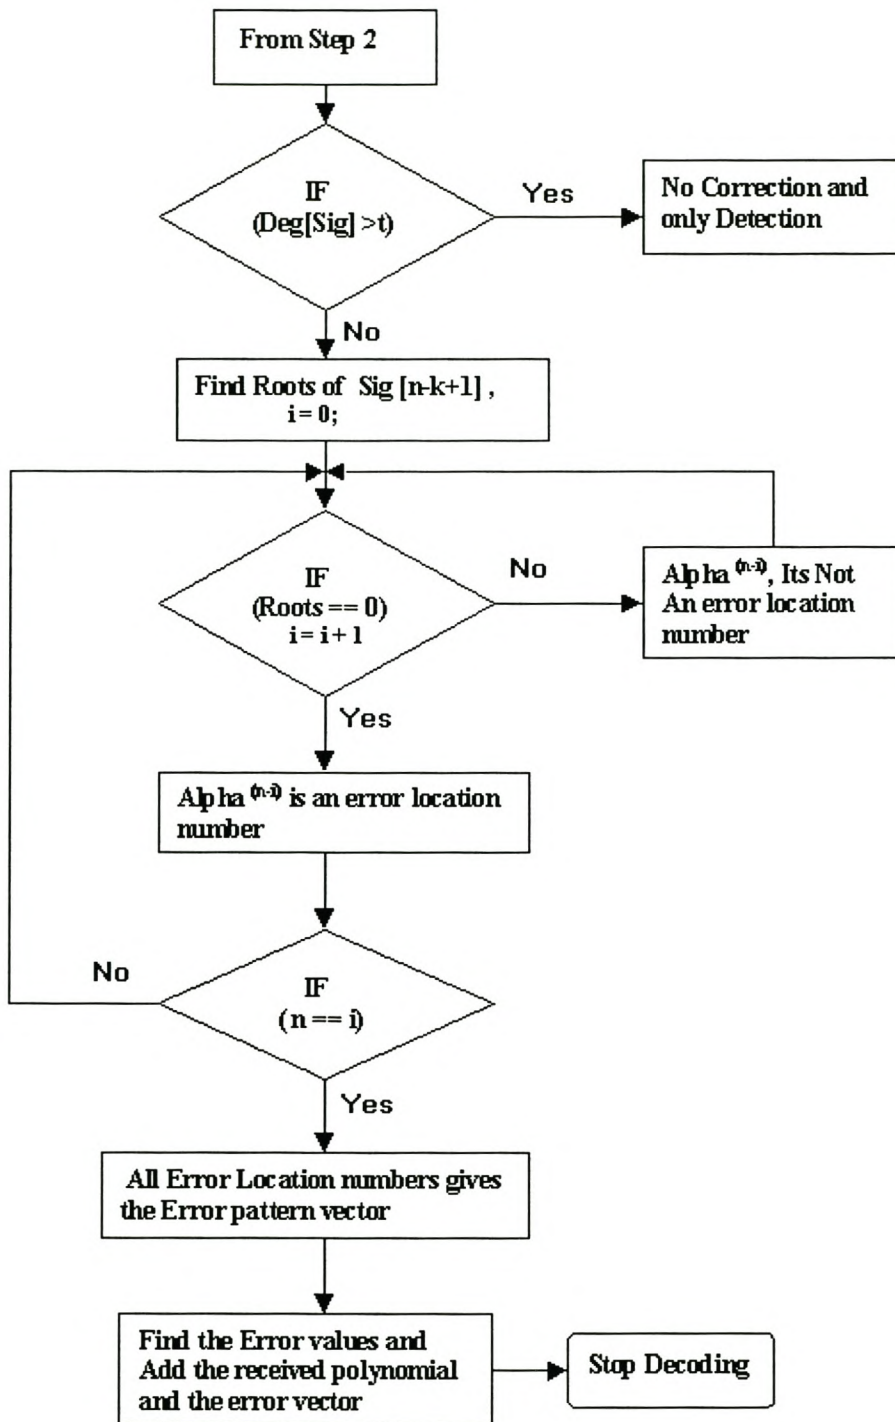 From Step 2
IF
(Deg[Sig] >t)
Yes
No Correction and
only Detection
No
Find Roots of Sig [n-k+1] ,
i = 0;
IF
(Roots == 0)
i = i + 1
No
Alpha (n-i), Its Not
An error location
number
Yes
Alpha (n-i) is an error location
number
No
IF
( n == i)
Yes
All Error Location numbers gives
the Error pattern vector
Find the Error values and
Add the received polynomial
and the error vector
Stop Decoding